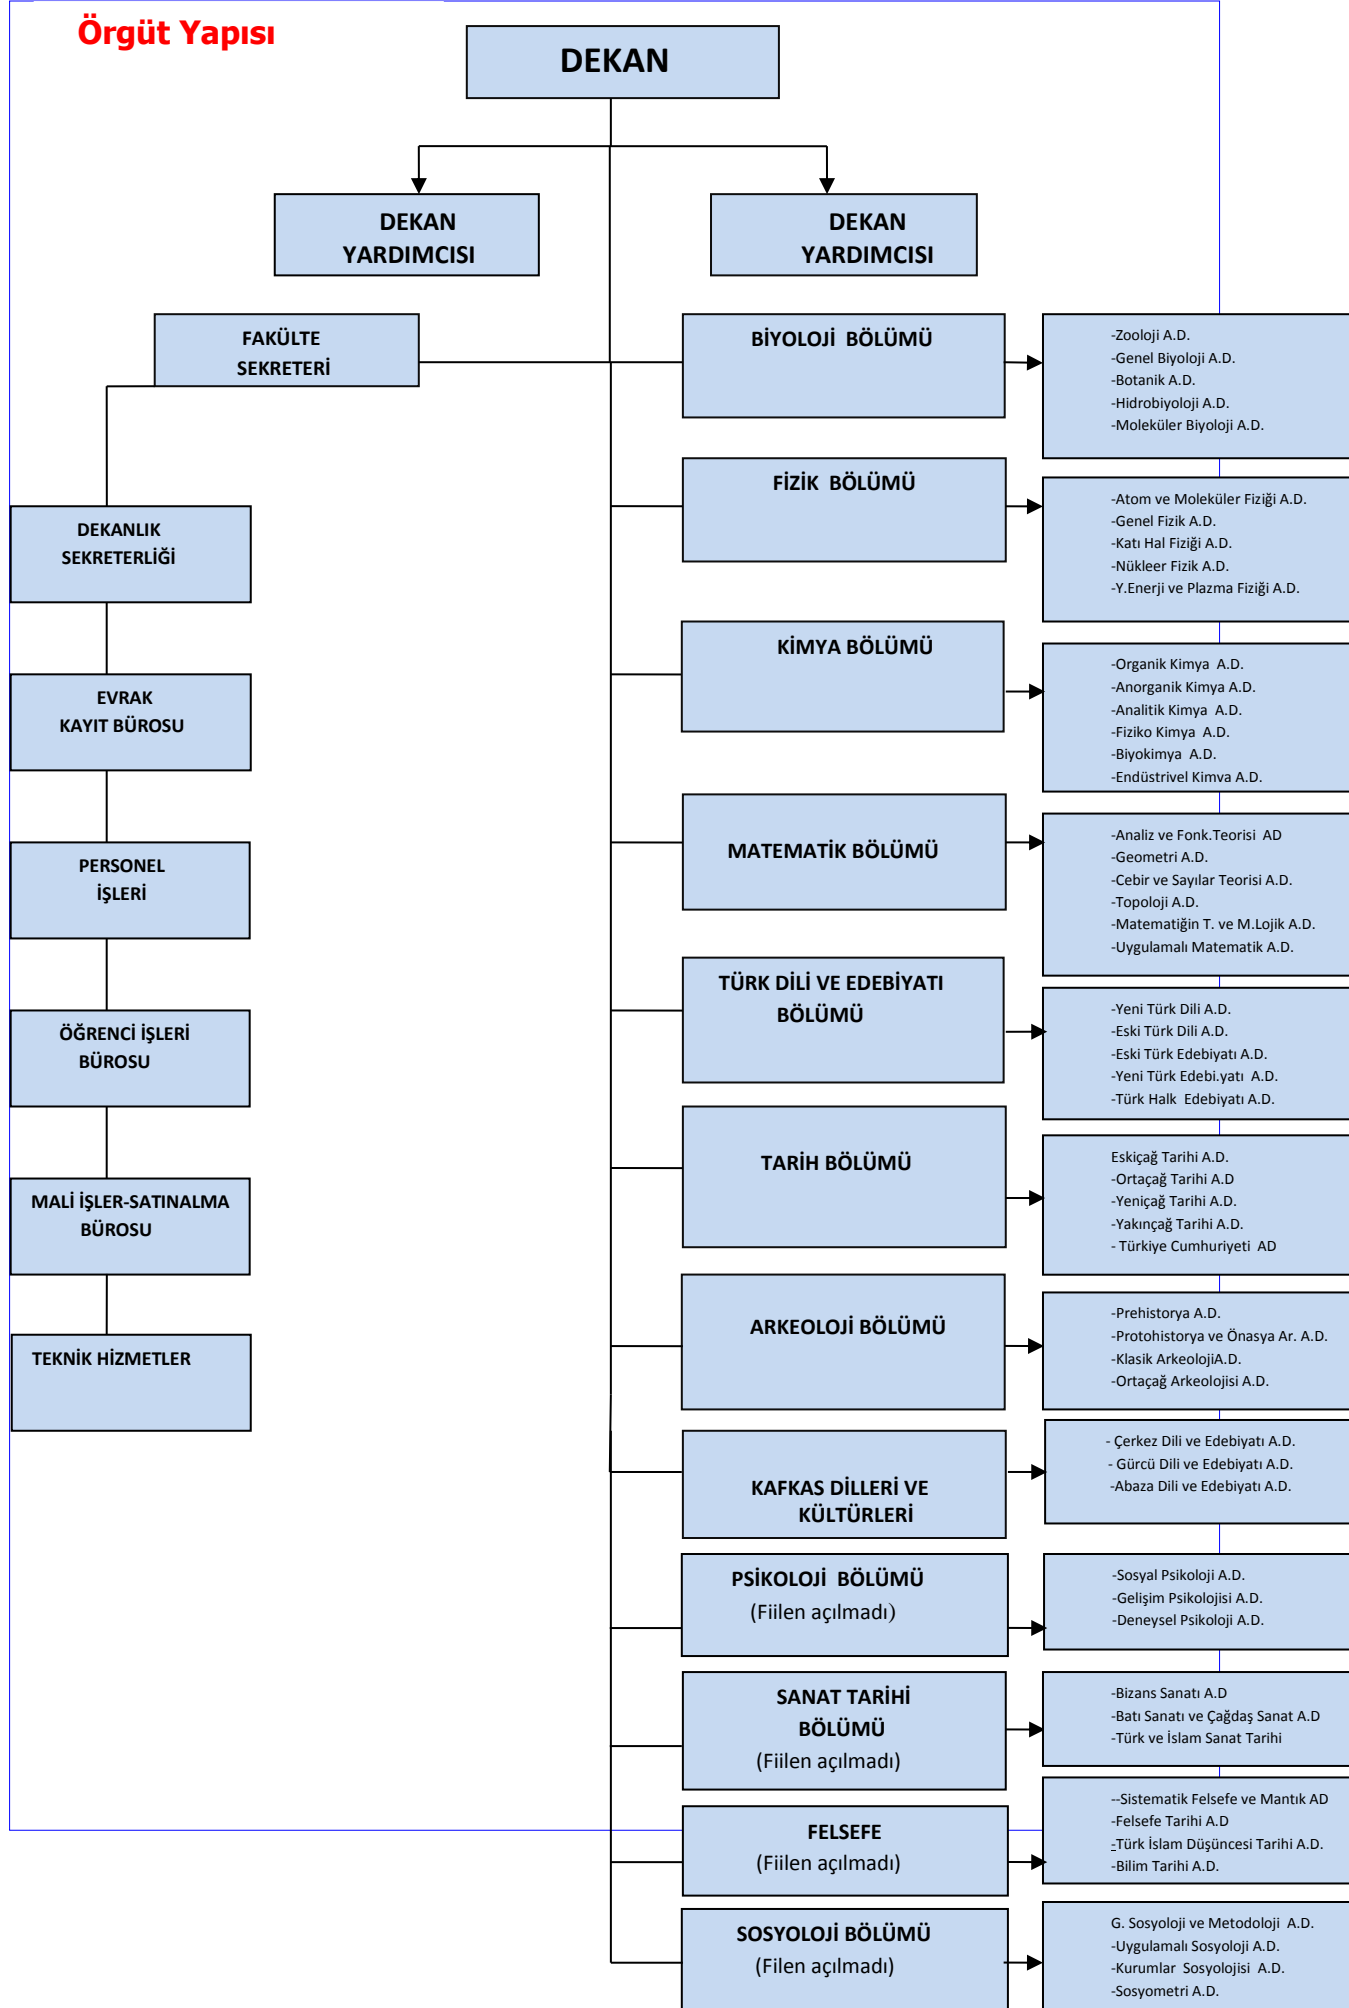 Örgüt Yapısı
DEKAN
DEKAN
YARDIMCISI
DEKAN
YARDIMCISI
FAKÜLTE
SEKRETERİ
DEKANLIK
SEKRETERLİĞİ
EVRAK
KAYIT BÜROSU
PERSONEL
İŞLERİ
ÖĞRENCİ İŞLERİ
BÜROSU
MALİ İŞLER-SATINALMA
BÜROSU
TEKNİK HİZMETLER
BİYOLOJİ BÖLÜMÜ
-Zooloji A.D.
-Genel Biyoloji A.D.
-Botanik A.D.
-Hidrobiyoloji A.D.
-Moleküler Biyoloji A.D.
FİZİK BÖLÜMÜ
-Atom ve Moleküler Fiziği A.D.
-Genel Fizik A.D.
-Katı Hal Fiziği A.D.
-Nükleer Fizik A.D.
-Y.Enerji ve Plazma Fiziği A.D.
KİMYA BÖLÜMÜ
-Organik Kimya A.D.
-Anorganik Kimya A.D.
-Analitik Kimya A.D.
-Fiziko Kimya A.D.
-Biyokimya A.D.
-Endüstriyel Kimya A.D.
MATEMATİK BÖLÜMÜ
-Analiz ve Fonk.Teorisi AD
-Geometri A.D.
-Cebir ve Sayılar Teorisi A.D.
-Topoloji A.D.
-Matematiğin T. ve M.Lojik A.D.
-Uygulamalı Matematik A.D.
TÜRK DİLİ VE EDEBİYATI
BÖLÜMÜ
-Yeni Türk Dili A.D.
-Eski Türk Dili A.D.
-Eski Türk Edebiyatı A.D.
-Yeni Türk Edebi.yatı A.D.
-Türk Halk Edebiyatı A.D.
TARİH BÖLÜMÜ
Eskiçağ Tarihi A.D.
-Ortaçağ Tarihi A.D
-Yeniçağ Tarihi A.D.
-Yakınçağ Tarihi A.D.
- Türkiye Cumhuriyeti AD
ARKEOLOJİ BÖLÜMÜ
-Prehistorya A.D.
-Protohistorya ve Önasya Ar. A.D.
-Klasik ArkeolojiA.D.
-Ortaçağ Arkeolojisi A.D.
KAFKAS DİLLERİ VE
KÜLTÜRLERİ
- Çerkez Dili ve Edebiyatı A.D.
- Gürcü Dili ve Edebiyatı A.D.
-Abaza Dili ve Edebiyatı A.D.
PSİKOLOJİ BÖLÜMÜ
(Fiilen açılmadı)
-Sosyal Psikoloji A.D.
-Gelişim Psikolojisi A.D.
-Deneysel Psikoloji A.D.
SANAT TARİHİ
BÖLÜMÜ
(Fiilen açılmadı)
-Bizans Sanatı A.D
-Batı Sanatı ve Çağdaş Sanat A.D
-Türk ve İslam Sanat Tarihi
FELSEFE
(Fiilen açılmadı)
--Sistematik Felsefe ve Mantık AD
-Felsefe Tarihi A.D
-Türk İslam Düşüncesi Tarihi A.D.
-Bilim Tarihi A.D.
SOSYOLOJİ BÖLÜMÜ
(Filen açılmadı)
G. Sosyoloji ve Metodoloji A.D.
-Uygulamalı Sosyoloji A.D.
-Kurumlar Sosyolojisi A.D.
-Sosyometri A.D.